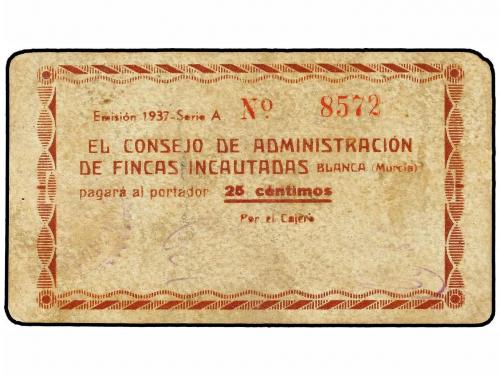 Emisión 1937-Serie A Nº 8572
EL CONSEJO DE ADMINISTRACIÓN
DE FINCAS INCAUTADAS BLANCA (Murcia)
pagará al portador 25 céntimos
Por el Cajero